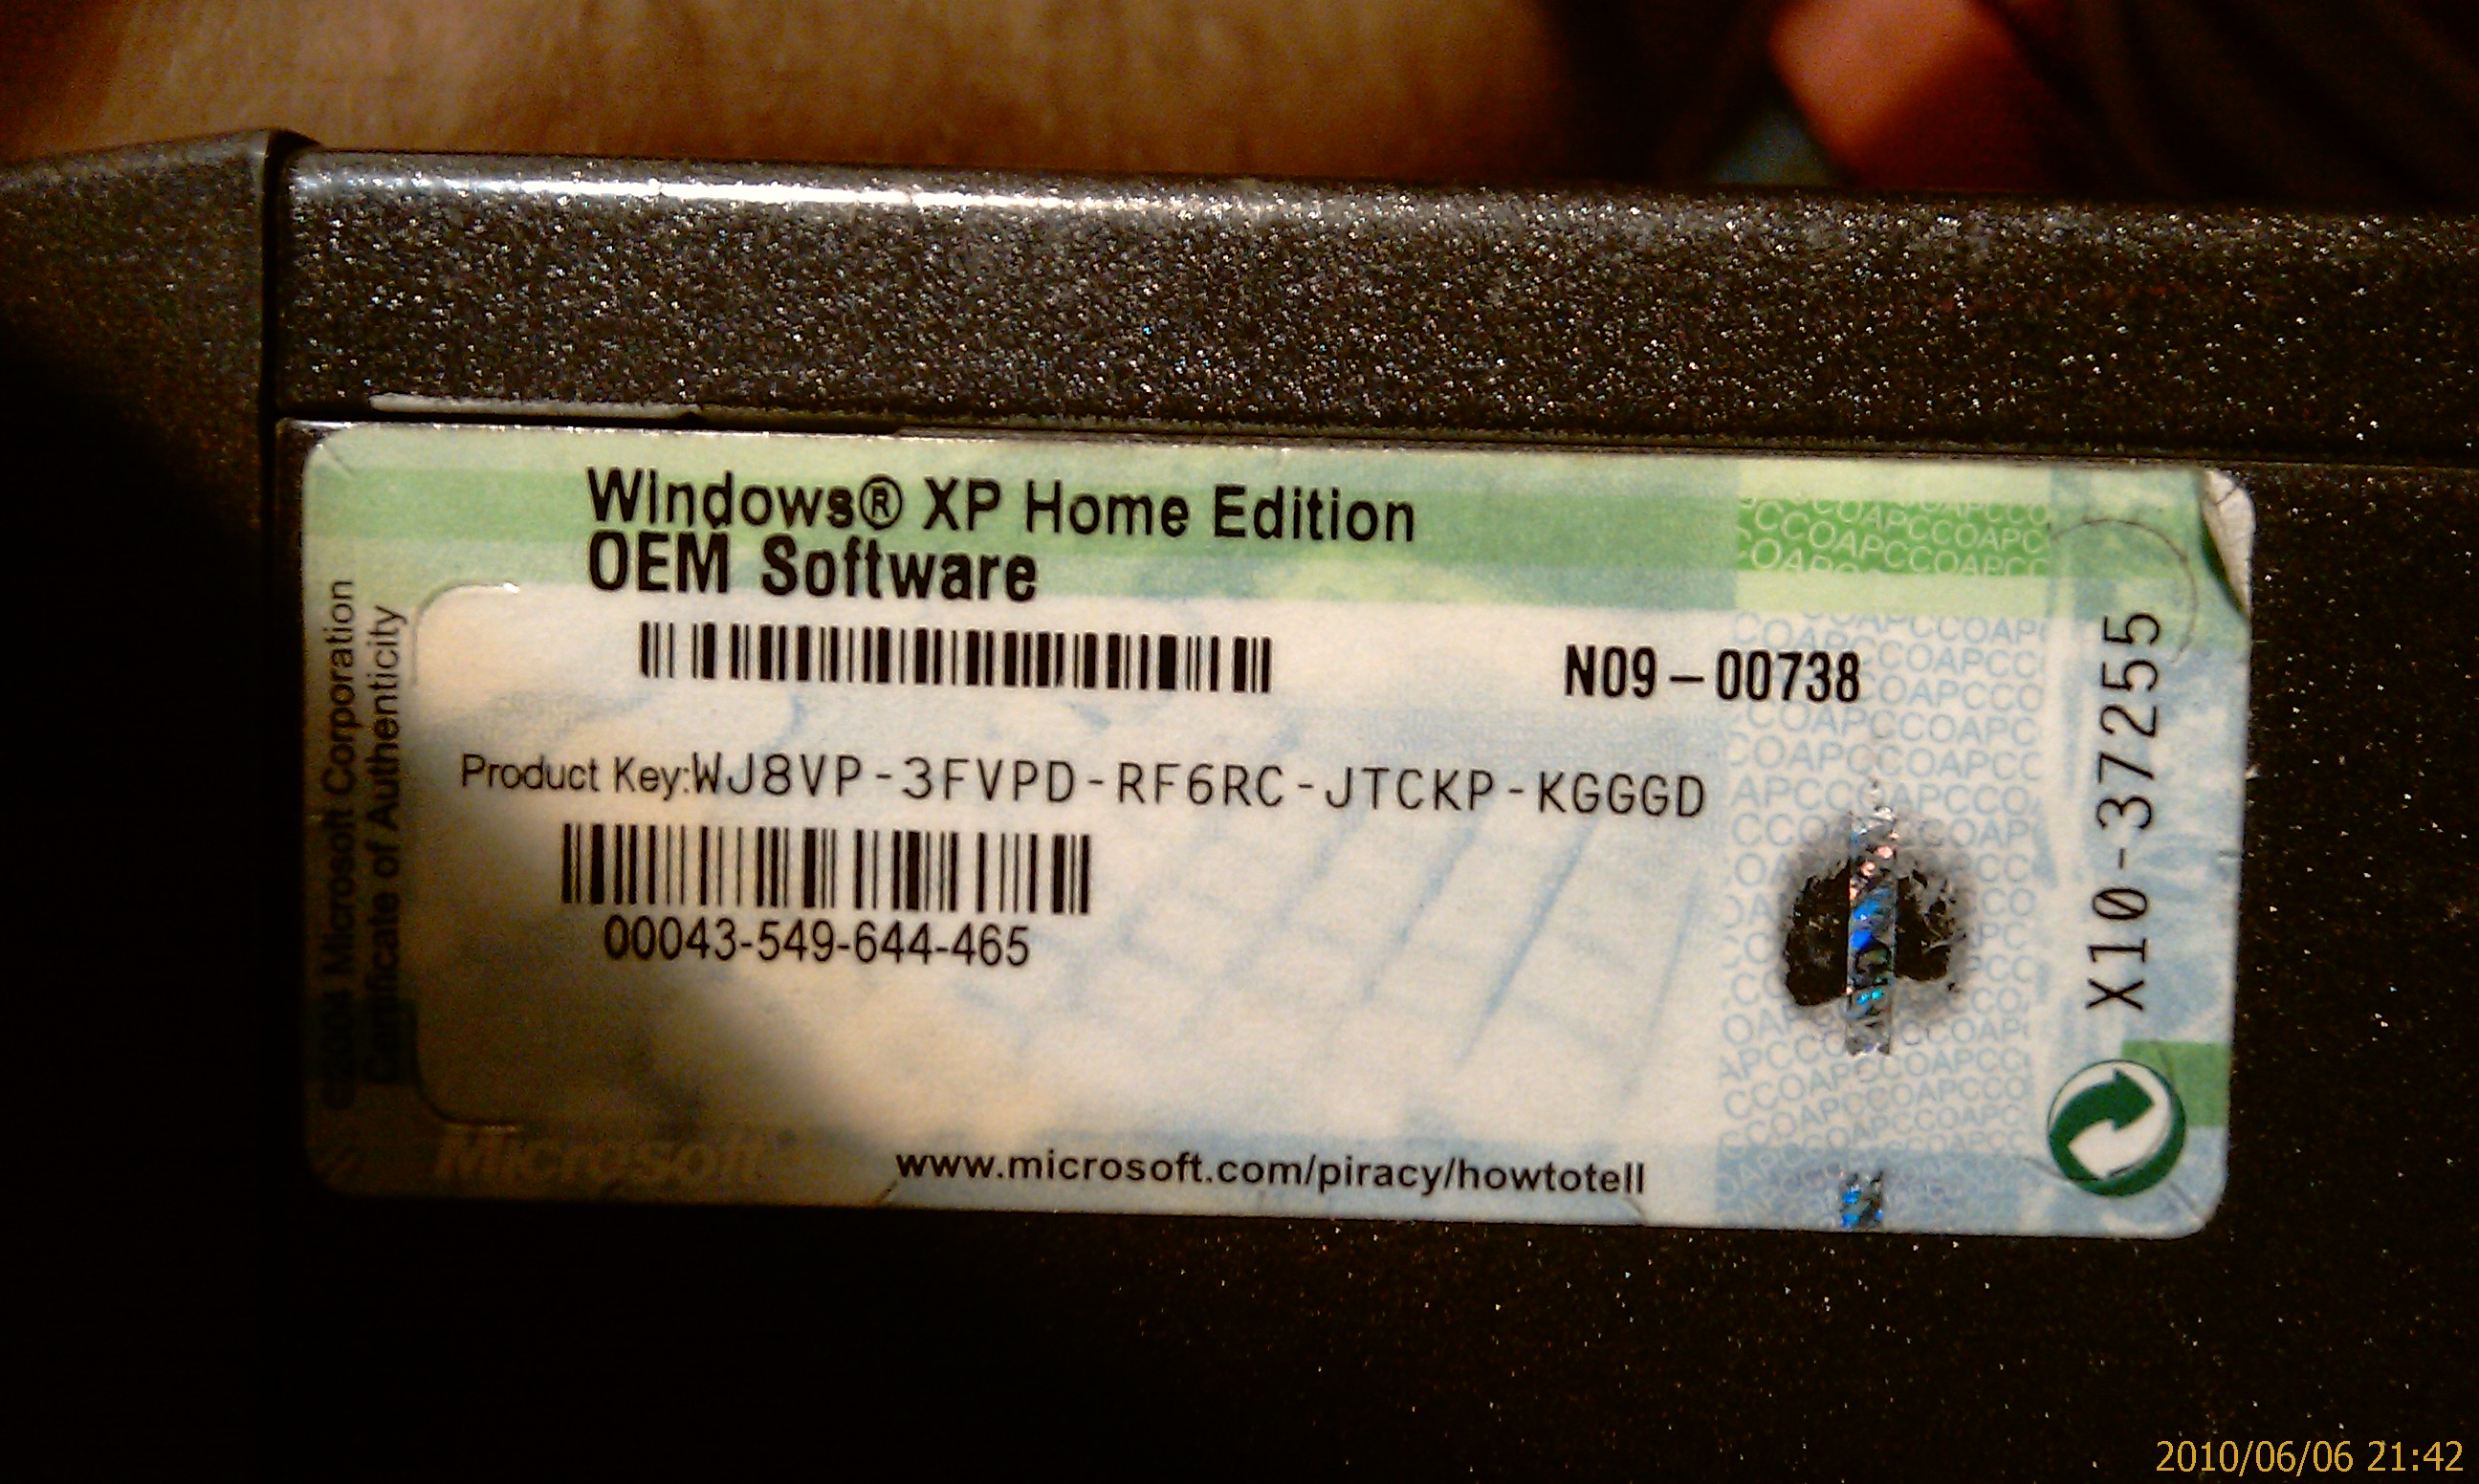 Windows® XP Home Edition
OEM Software
N09-00738
Product Key:WJ8VP-3FVPD-RF6RC-JTCKP-KGGGD
00043-549-644-465
©2004 Microsoft Corporation
Certificate of Authenticity
X10-37255
Microsoft
www.microsoft.com/piracy/howtotell
2010/06/06 21:42